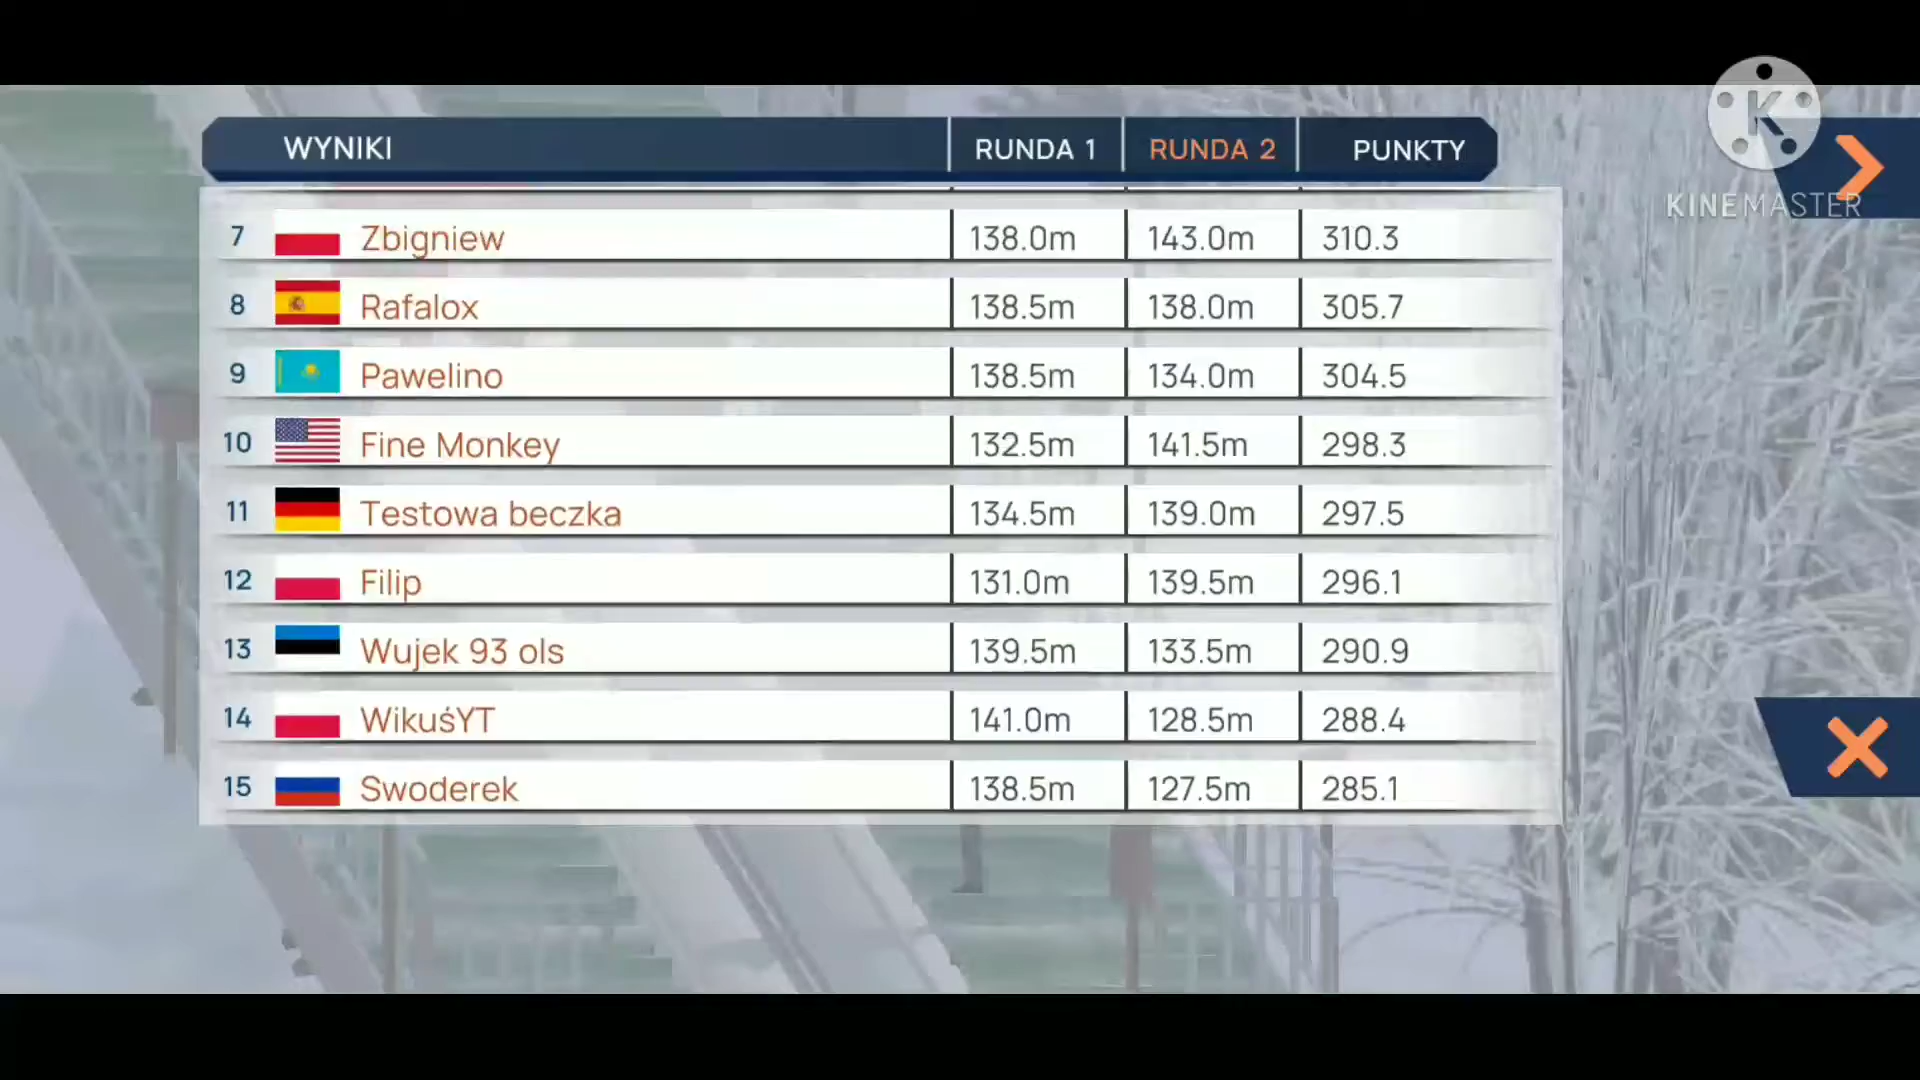 WYNIKI RUNDA 1 RUNDA 2 PUNKTY
K
KINEMASTER
7 Zbigniew 138.0m 143.0m 310.3
8 Rafalox 138.5m 138.0m 305.7
9 Pawelino 138.5m 134.0m 304.5
10 Fine Monkey 132.5m 141.5m 298.3
11 Testowa beczka 134.5m 139.0m 297.5
12 Filip 131.0m 139.5m 296.1
13 Wujek 93 ols 139.5m 133.5m 290.9
14 WikuśYT 141.0m 128.5m 288.4
15 Swoderek 138.5m 127.5m 285.1